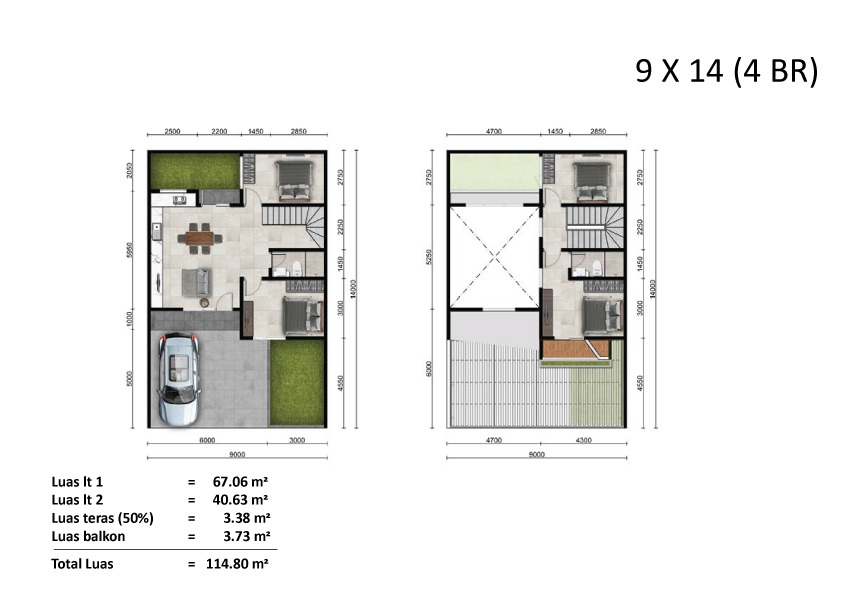 9 X 14 (4 BR)
2500 2200 1450 2850
4700 1450 2850
2050
5950
1000
5000
2750
2250
1450
3000
4550
14000
2750
5250
6000
2750
2250
1450
3000
4550
14000
6000 3000
9000
4700 4300
9000
Luas lt 1 = 67.06 m²
Luas lt 2 = 40.63 m²
Luas teras (50%) = 3.38 m²
Luas balkon = 3.73 m²
Total Luas = 114.80 m²